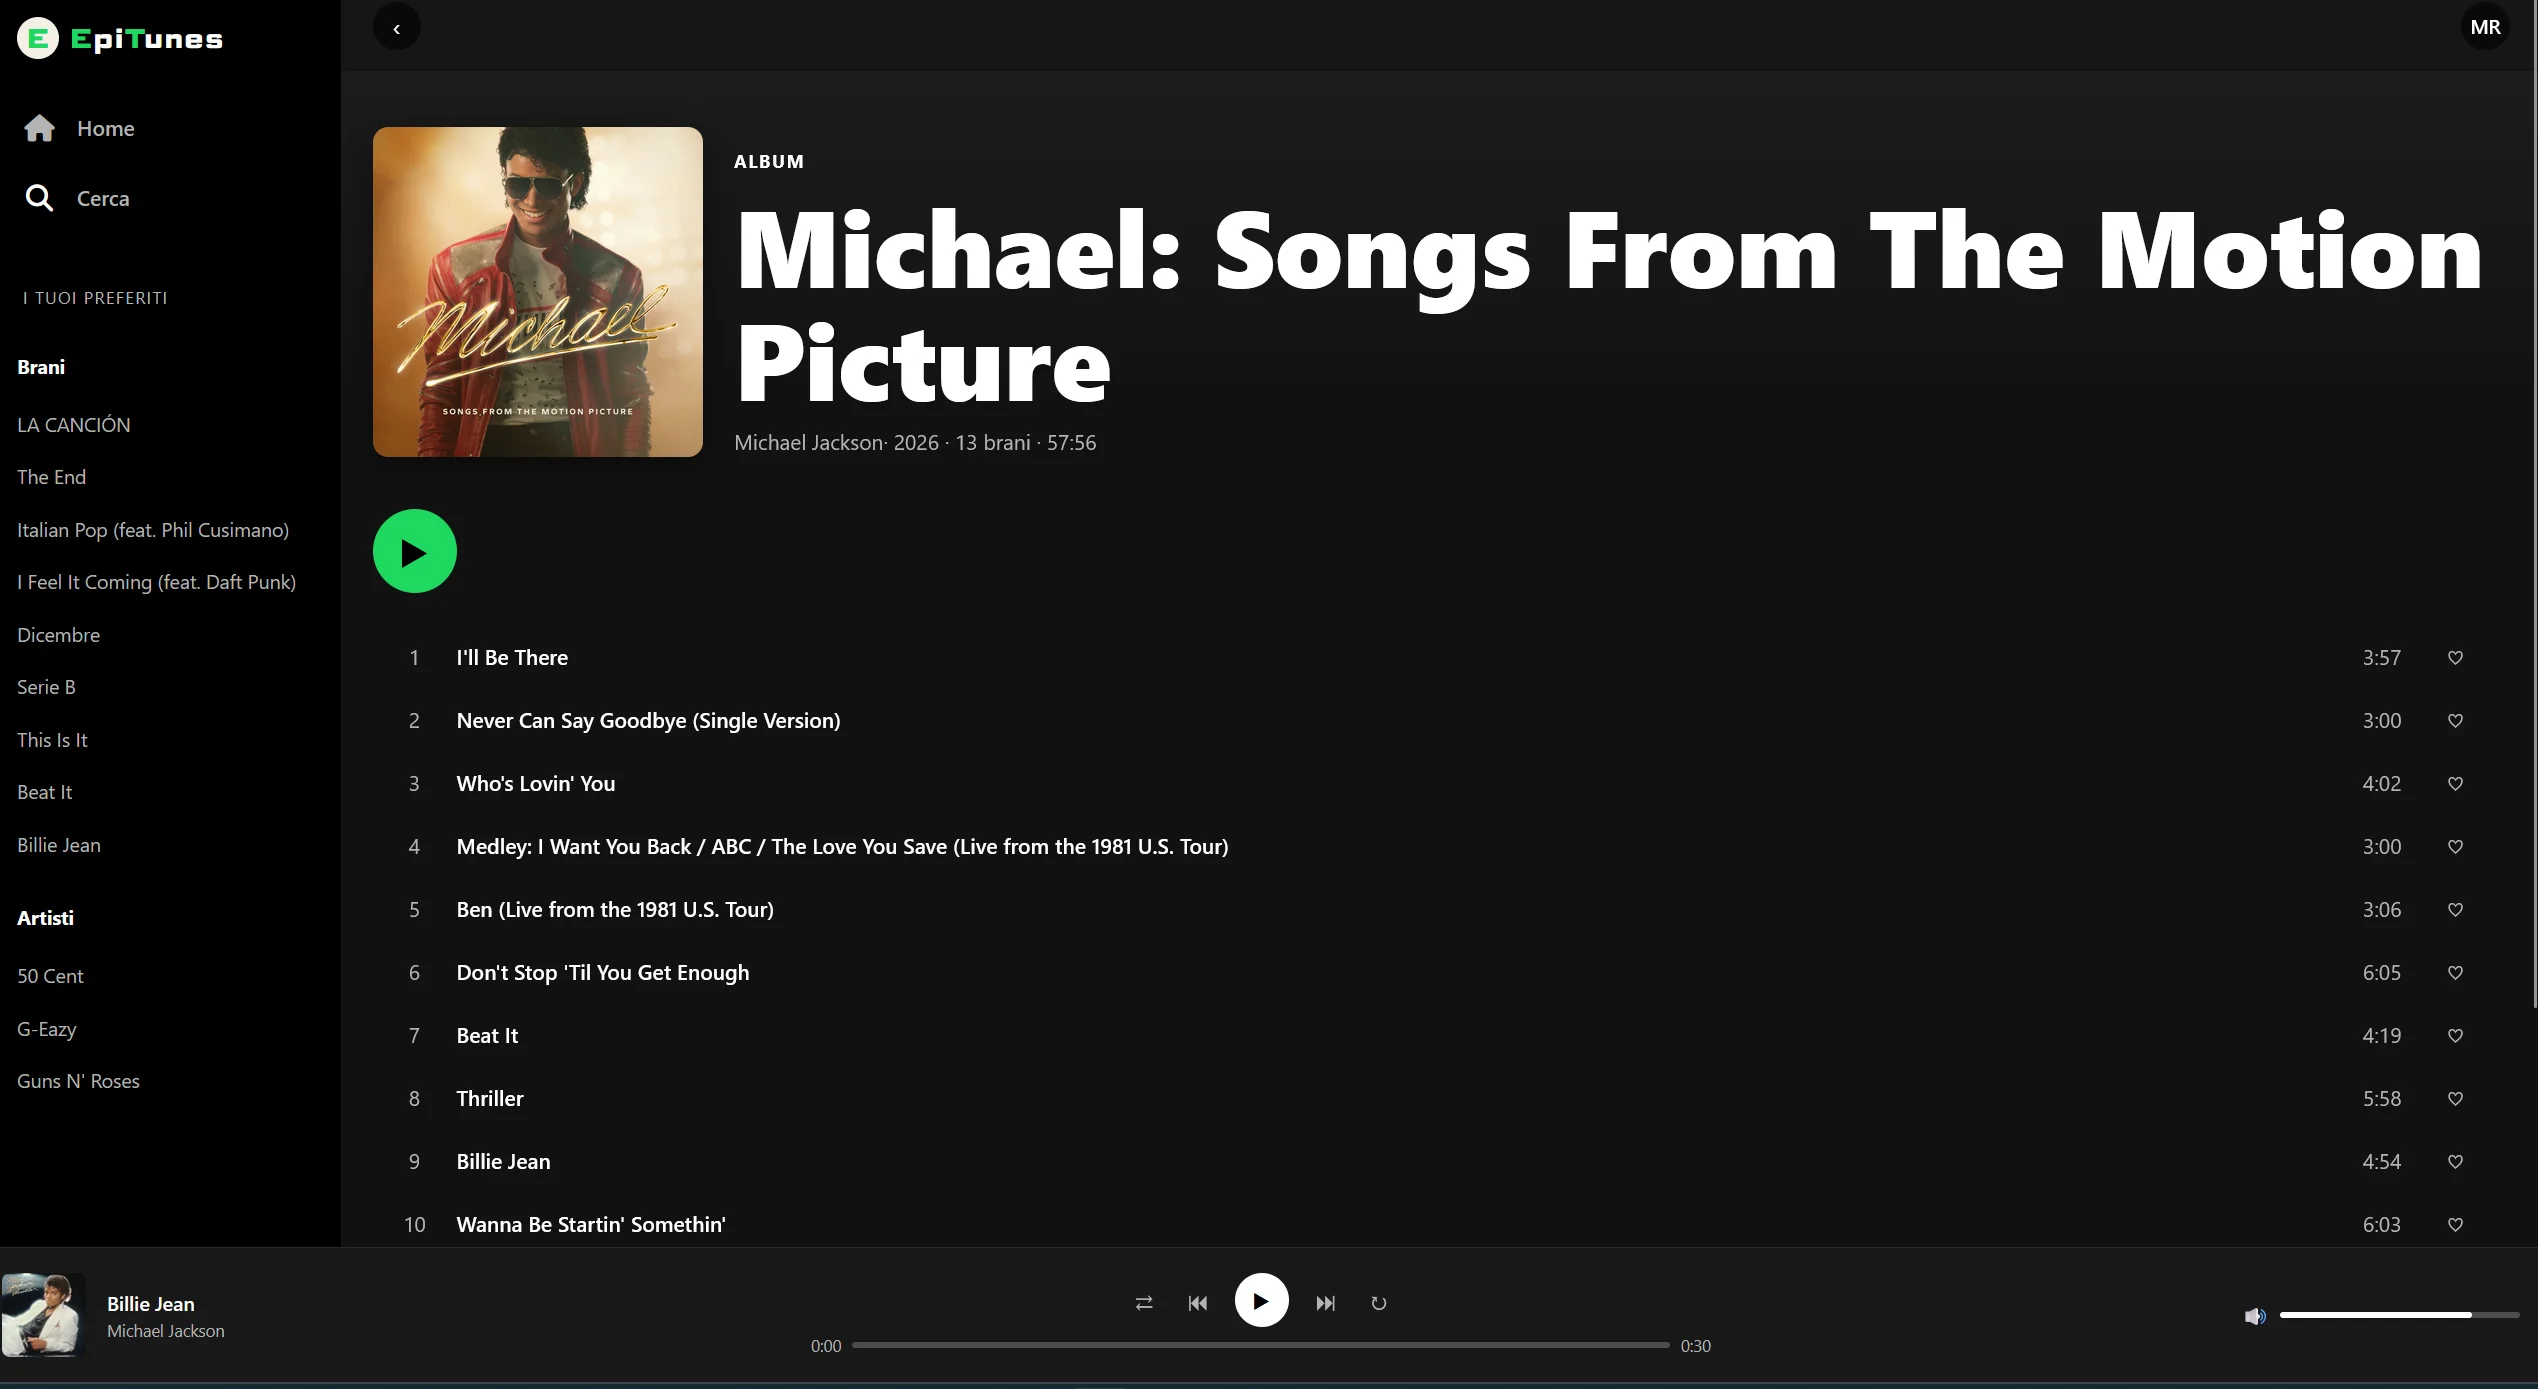 E EpiTunes
‹
MR
Home
Cerca
I TUOI PREFERITI
Brani
LA CANCIÓN
The End
Italian Pop (feat. Phil Cusimano)
I Feel It Coming (feat. Daft Punk)
Dicembre
Serie B
This Is It
Beat It
Billie Jean
Artisti
50 Cent
G-Eazy
Guns N' Roses
Michael
SONGS FROM THE MOTION PICTURE
ALBUM
Michael: Songs From The Motion
Picture
Michael Jackson· 2026 · 13 brani · 57:56
1 I'll Be There 3:57
2 Never Can Say Goodbye (Single Version) 3:00
3 Who's Lovin' You 4:02
4 Medley: I Want You Back / ABC / The Love You Save (Live from the 1981 U.S. Tour) 3:00
5 Ben (Live from the 1981 U.S. Tour) 3:06
6 Don't Stop 'Til You Get Enough 6:05
7 Beat It 4:19
8 Thriller 5:58
9 Billie Jean 4:54
10 Wanna Be Startin' Somethin' 6:03
Billie Jean
Michael Jackson
0:00 0:30